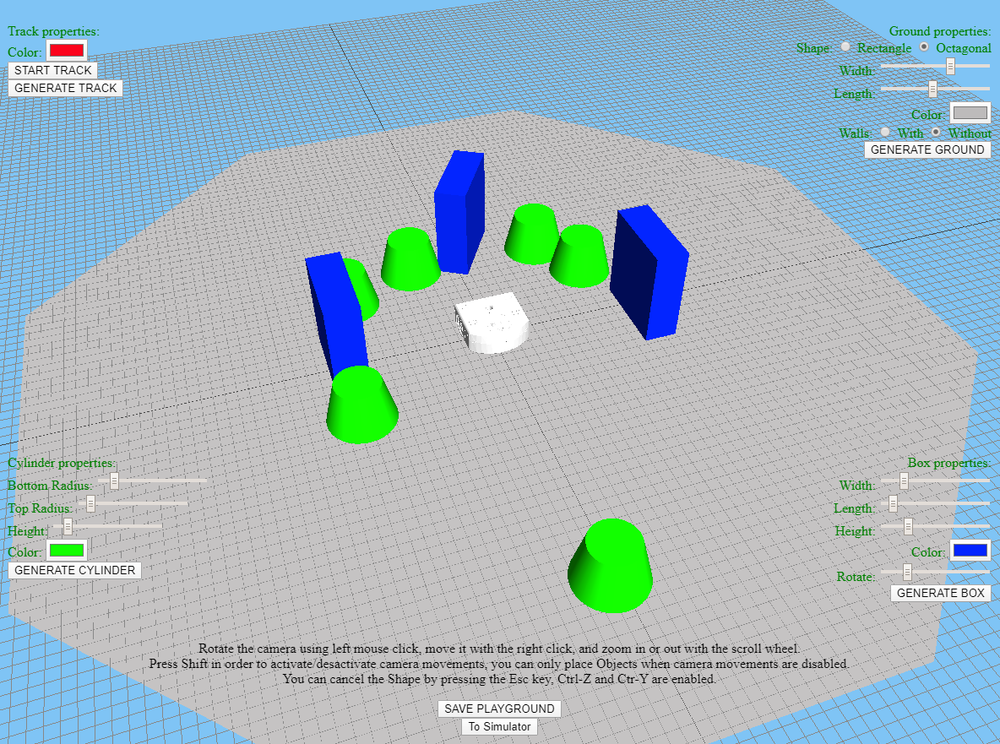 Track properties:
Color:
START TRACK
GENERATE TRACK
Ground properties:
Shape: Rectangle Octagonal
Width:
Length:
Color:
Walls: With Without
GENERATE GROUND
Cylinder properties:
Bottom Radius:
Top Radius:
Height:
Color:
GENERATE CYLINDER
Box properties:
Width:
Length:
Height:
Color:
Rotate:
GENERATE BOX
Rotate the camera using left mouse click, move it with the right click, and zoom in or out with the scroll wheel.
Press Shift in order to activate/desactivate camera movements, you can only place Objects when camera movements are disabled.
You can cancel the Shape by pressing the Esc key, Ctrl-Z and Ctr-Y are enabled.
SAVE PLAYGROUND
To Simulator